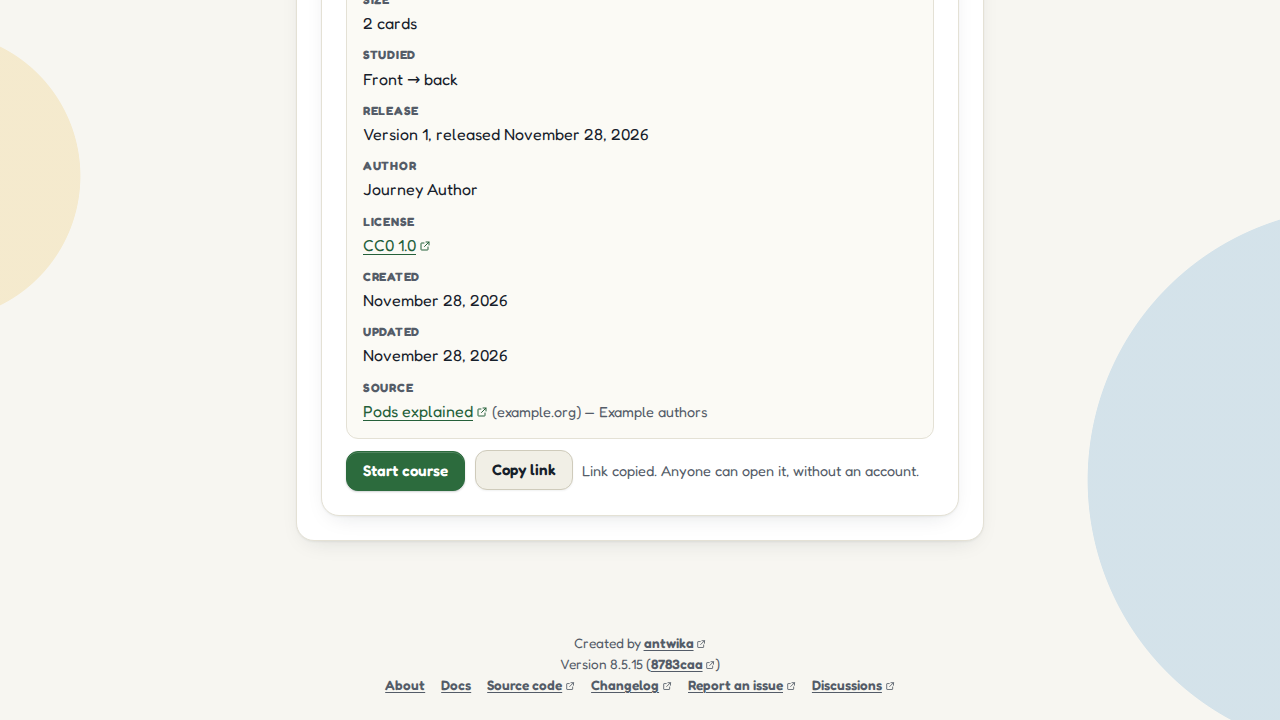 SIZE
2 cards
STUDIED
Front → back
RELEASE
Version 1, released November 28, 2026
AUTHOR
Journey Author
LICENSE
CC0 1.0
CREATED
November 28, 2026
UPDATED
November 28, 2026
SOURCE
Pods explained (example.org) — Example authors
Start course Copy link Link copied. Anyone can open it, without an account.
Created by antwika
Version 8.5.15 (8783caa)
About Docs Source code Changelog Report an issue Discussions